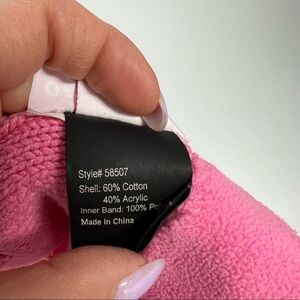 Style# 58507
Shell: 60% Cotton
40% Acrylic
Inner Band: 100%
Made in China